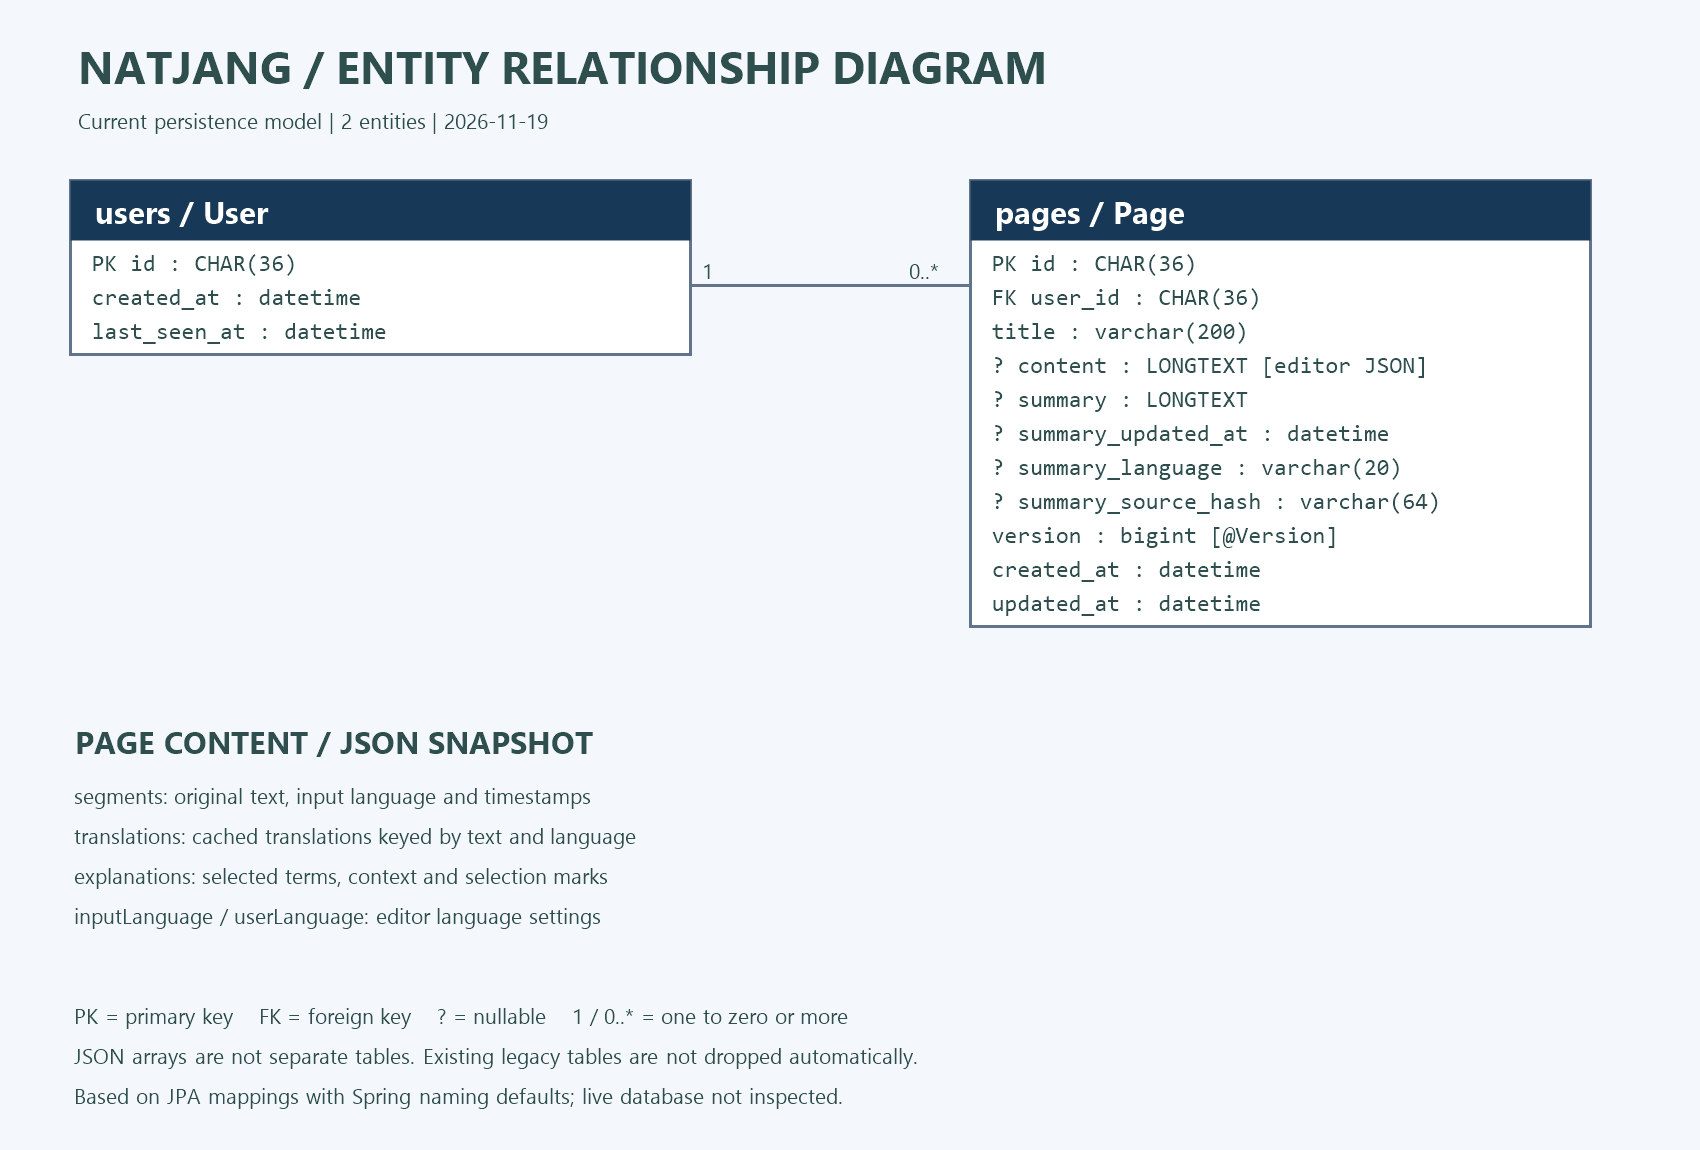 NATJANG / ENTITY RELATIONSHIP DIAGRAM
Current persistence model | 2 entities | 2026-11-19
users / User
PK id : CHAR(36)
created_at : datetime
last_seen_at : datetime
1
0..*
pages / Page
PK id : CHAR(36)
FK user_id : CHAR(36)
title : varchar(200)
? content : LONGTEXT [editor JSON]
? summary : LONGTEXT
? summary_updated_at : datetime
? summary_language : varchar(20)
? summary_source_hash : varchar(64)
version : bigint [@Version]
created_at : datetime
updated_at : datetime
PAGE CONTENT / JSON SNAPSHOT
segments: original text, input language and timestamps
translations: cached translations keyed by text and language
explanations: selected terms, context and selection marks
inputLanguage / userLanguage: editor language settings
PK = primary key FK = foreign key ? = nullable 1 / 0..* = one to zero or more
JSON arrays are not separate tables. Existing legacy tables are not dropped automatically.
Based on JPA mappings with Spring naming defaults; live database not inspected.